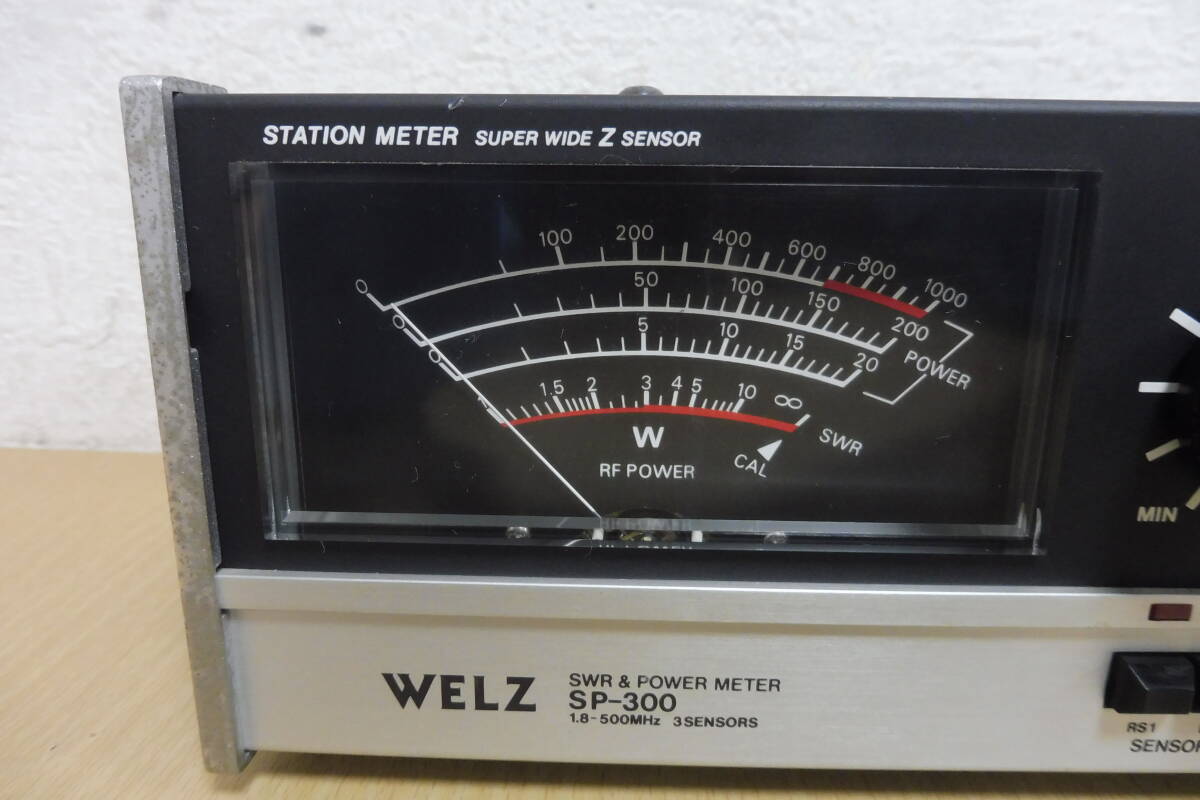 STATION METER SUPER WIDE Z SENSOR
0 100 200 400 600 800 1000
0 50 100 150 200
0 5 10 15 20
POWER
1.5 2 3 4 5 10 ∞
SWR
W
CAL
RF POWER
MIN
WELZ
SWR & POWER METER
SP-300
1.8-500MHz 3SENSORS
RS1
SENSOR